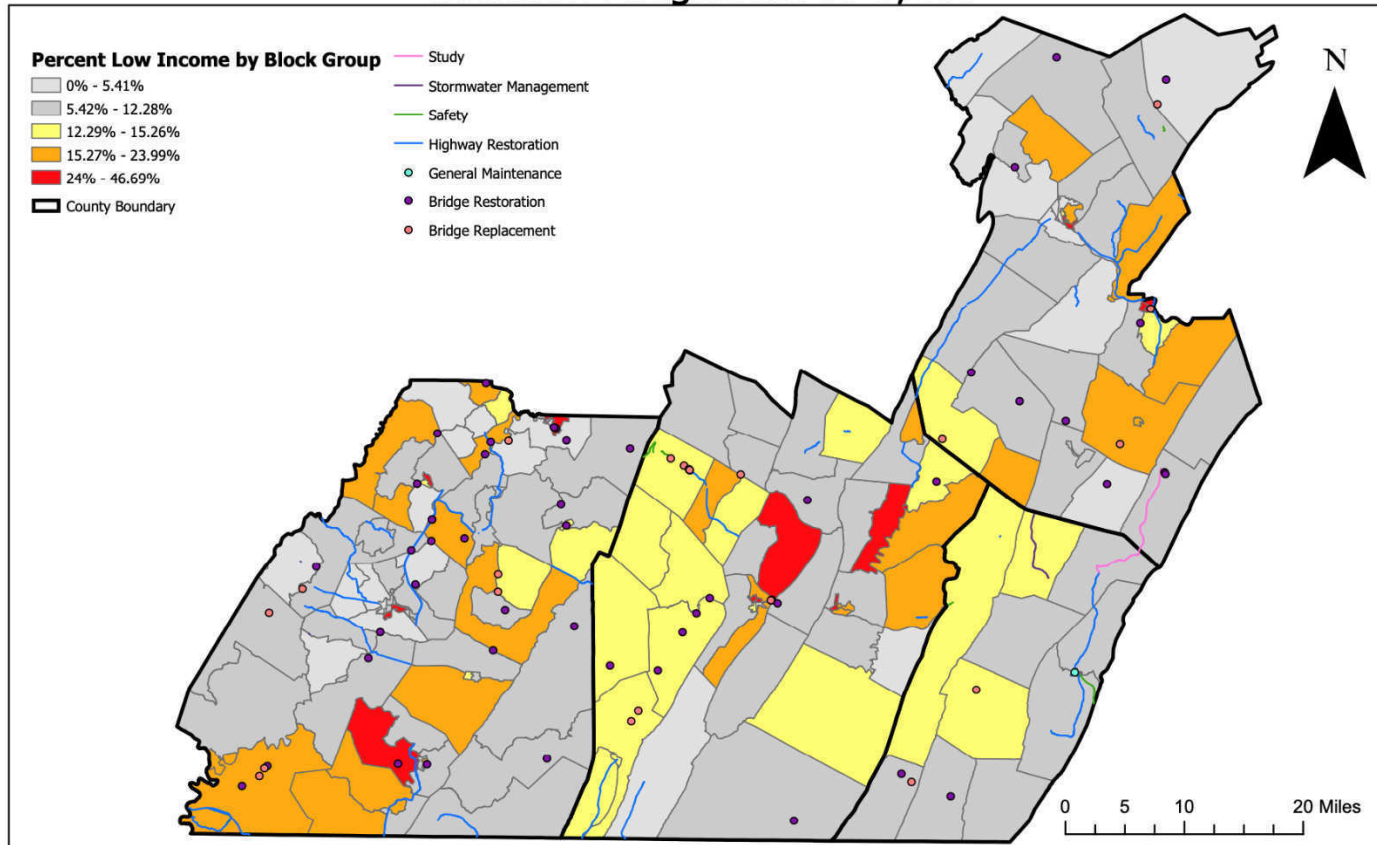 Percent Low Income by Block Group
0% - 5.41%
5.42% - 12.28%
12.29% - 15.26%
15.27% - 23.99%
24% - 46.69%
County Boundary
Study
Stormwater Management
Safety
Highway Restoration
General Maintenance
Bridge Restoration
Bridge Replacement
N
0 5 10 20 Miles